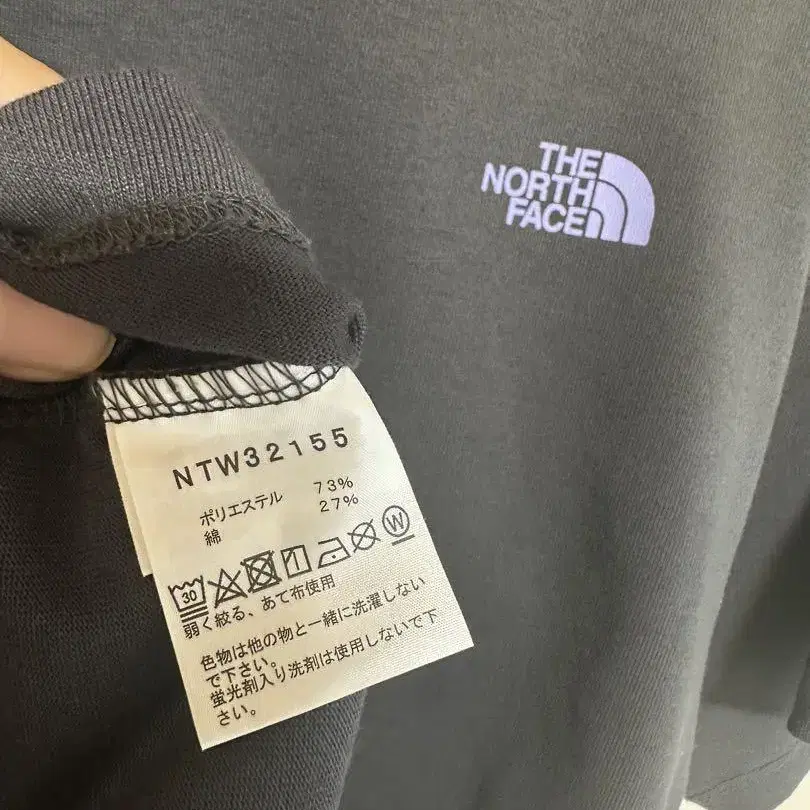 THE
NORTH
FACE
NTW32155
ポリエステル 73%
綿 27%
30 W
弱く絞る、あて布使用
色物は他の物と一緒に洗濯しない
で下さい。
蛍光剤入り洗剤は使用しないで下
さい。